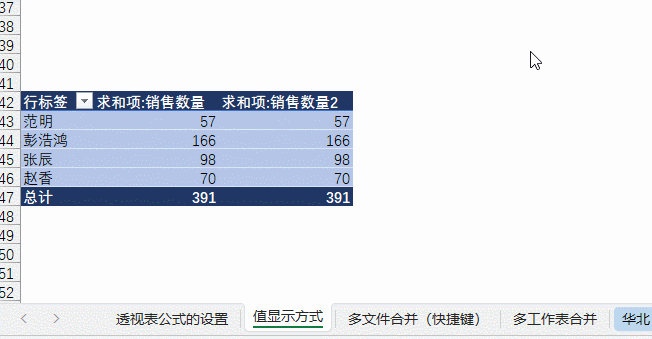 37
38
39
40
41
42 行标签 求和项:销售数量 求和项:销售数量2
43 范明 57 57
44 彭浩鸿 166 166
45 张辰 98 98
46 赵香 70 70
47 总计 391 391
48
49
50
51
52
透视表公式的设置 值显示方式 多文件合并（快捷键） 多工作表合并 华北